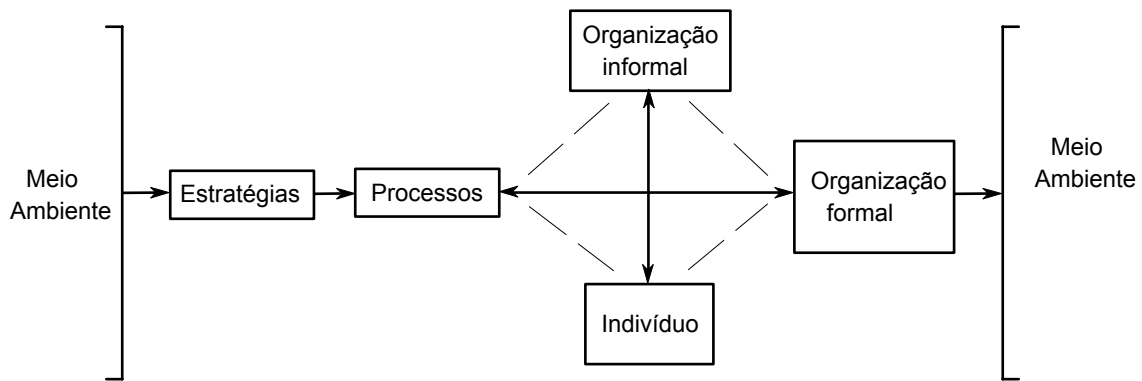 Organização
informal
Meio
Ambiente
Estratégias
Processos
Organização
formal
Meio
Ambiente
Indivíduo